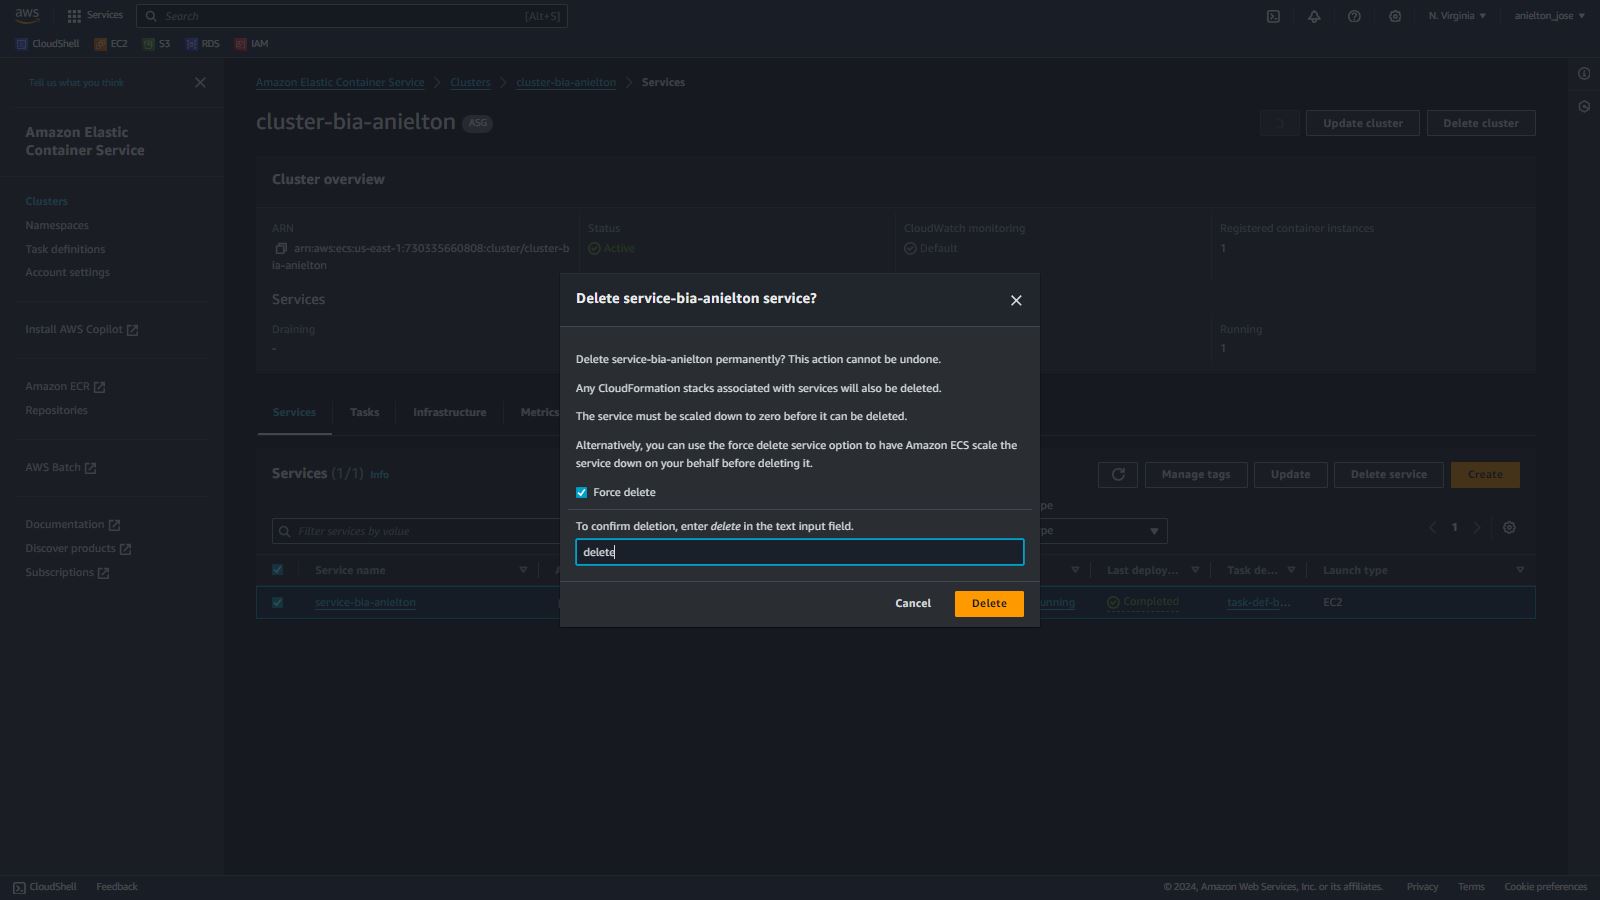 aws
Services
Search
[Alt+S]
N. Virginia
anielton_jose
CloudShell
EC2
S3
RDS
IAM
Tell us what you think
Amazon Elastic Container Service
Clusters
cluster-bia-anielton
Services
Amazon Elastic
Container Service
cluster-bia-anielton
ASG
Update cluster
Delete cluster
Cluster overview
Clusters
Namespaces
Task definitions
Account settings
Install AWS Copilot
Amazon ECR
Repositories
AWS Batch
Documentation
Discover products
Subscriptions
ARN
arn:aws:ecs:us-east-1:730335660808:cluster/cluster-b
ia-anielton
Status
Active
CloudWatch monitoring
Default
Registered container instances
1
Services
Draining
-
Running
1
Services
Tasks
Infrastructure
Metrics
Services (1/1)
Info
Manage tags
Update
Delete service
Create
Filter services by value
pe
pe
1
Service name
Last deploy...
Task de...
Launch type
service-bia-anielton
unning
Completed
task-def-b...
EC2
Delete service-bia-anielton service?
Delete service-bia-anielton permanently? This action cannot be undone.
Any CloudFormation stacks associated with services will also be deleted.
The service must be scaled down to zero before it can be deleted.
Alternatively, you can use the force delete service option to have Amazon ECS scale the
service down on your behalf before deleting it.
Force delete
To confirm deletion, enter delete in the text input field.
delete
Cancel
Delete
CloudShell
Feedback
© 2024, Amazon Web Services, Inc. or its affiliates.
Privacy
Terms
Cookie preferences